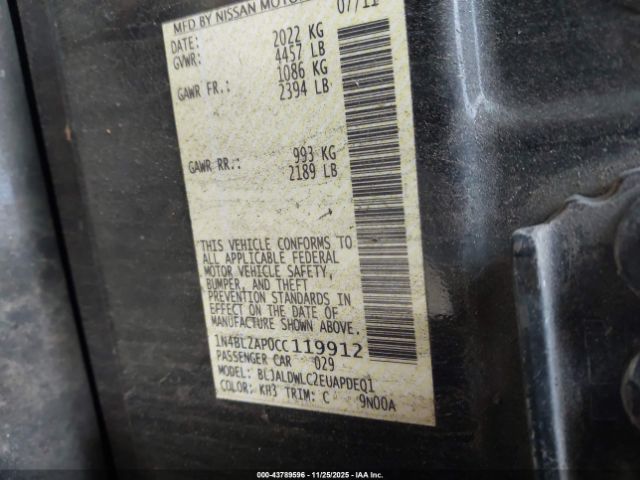 MFD BY NISSAN MOTOR
DATE: 07/11
GVWR: 2022 KG
4457 LB
GAWR FR.: 1086 KG
2394 LB
GAWR RR.: 993 KG
2189 LB
THIS VEHICLE CONFORMS TO
ALL APPLICABLE FEDERAL
MOTOR VEHICLE SAFETY,
BUMPER, AND THEFT
PREVENTION STANDARDS IN
EFFECT ON THE DATE OF
MANUFACTURE SHOWN ABOVE.
1N4BL2AP0CC119912
PASSENGER CAR 029
MODEL: BLJALDWLC2EUAPDEQ1
COLOR: KH3 TRIM: C 9N00A
000-43789596 - 11/25/2025 - IAA Inc.